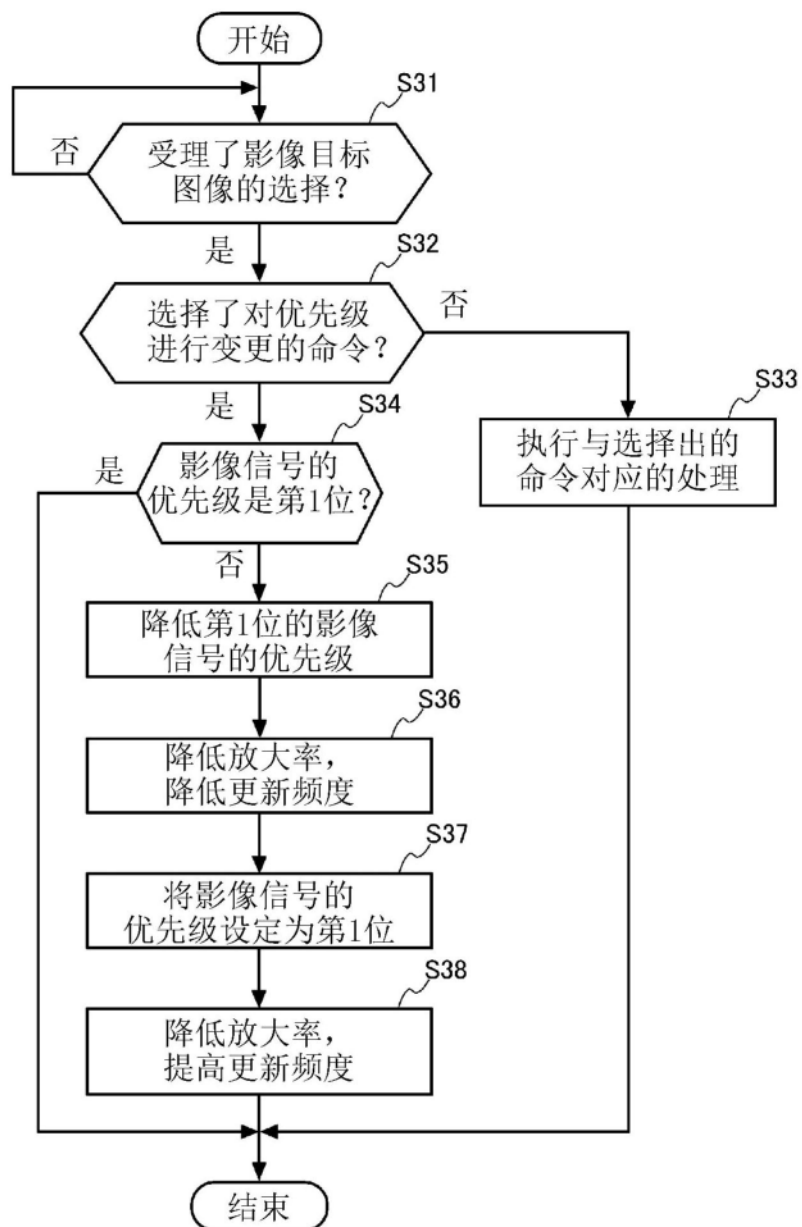 开始
S31
受理了影像目标
图像的选择?
否
是
S32
选择了对优先级
进行变更的命令?
否
是
S33
执行与选择出的
命令对应的处理
S34
影像信号的
优先级是第1位?
是
否
S35
降低第1位的影像
信号的优先级
S36
降低放大率，
降低更新频度
S37
将影像信号的
优先级设定为第1位
S38
降低放大率，
提高更新频度
结束